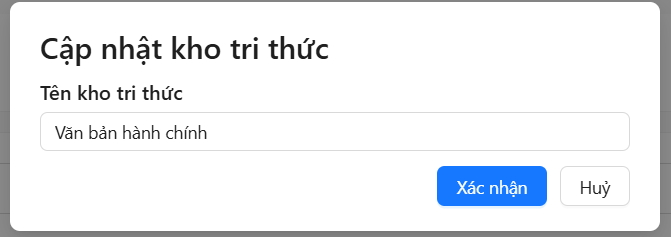 Cập nhật kho tri thức
Tên kho tri thức
Văn bản hành chính
Xác nhận Huỷ